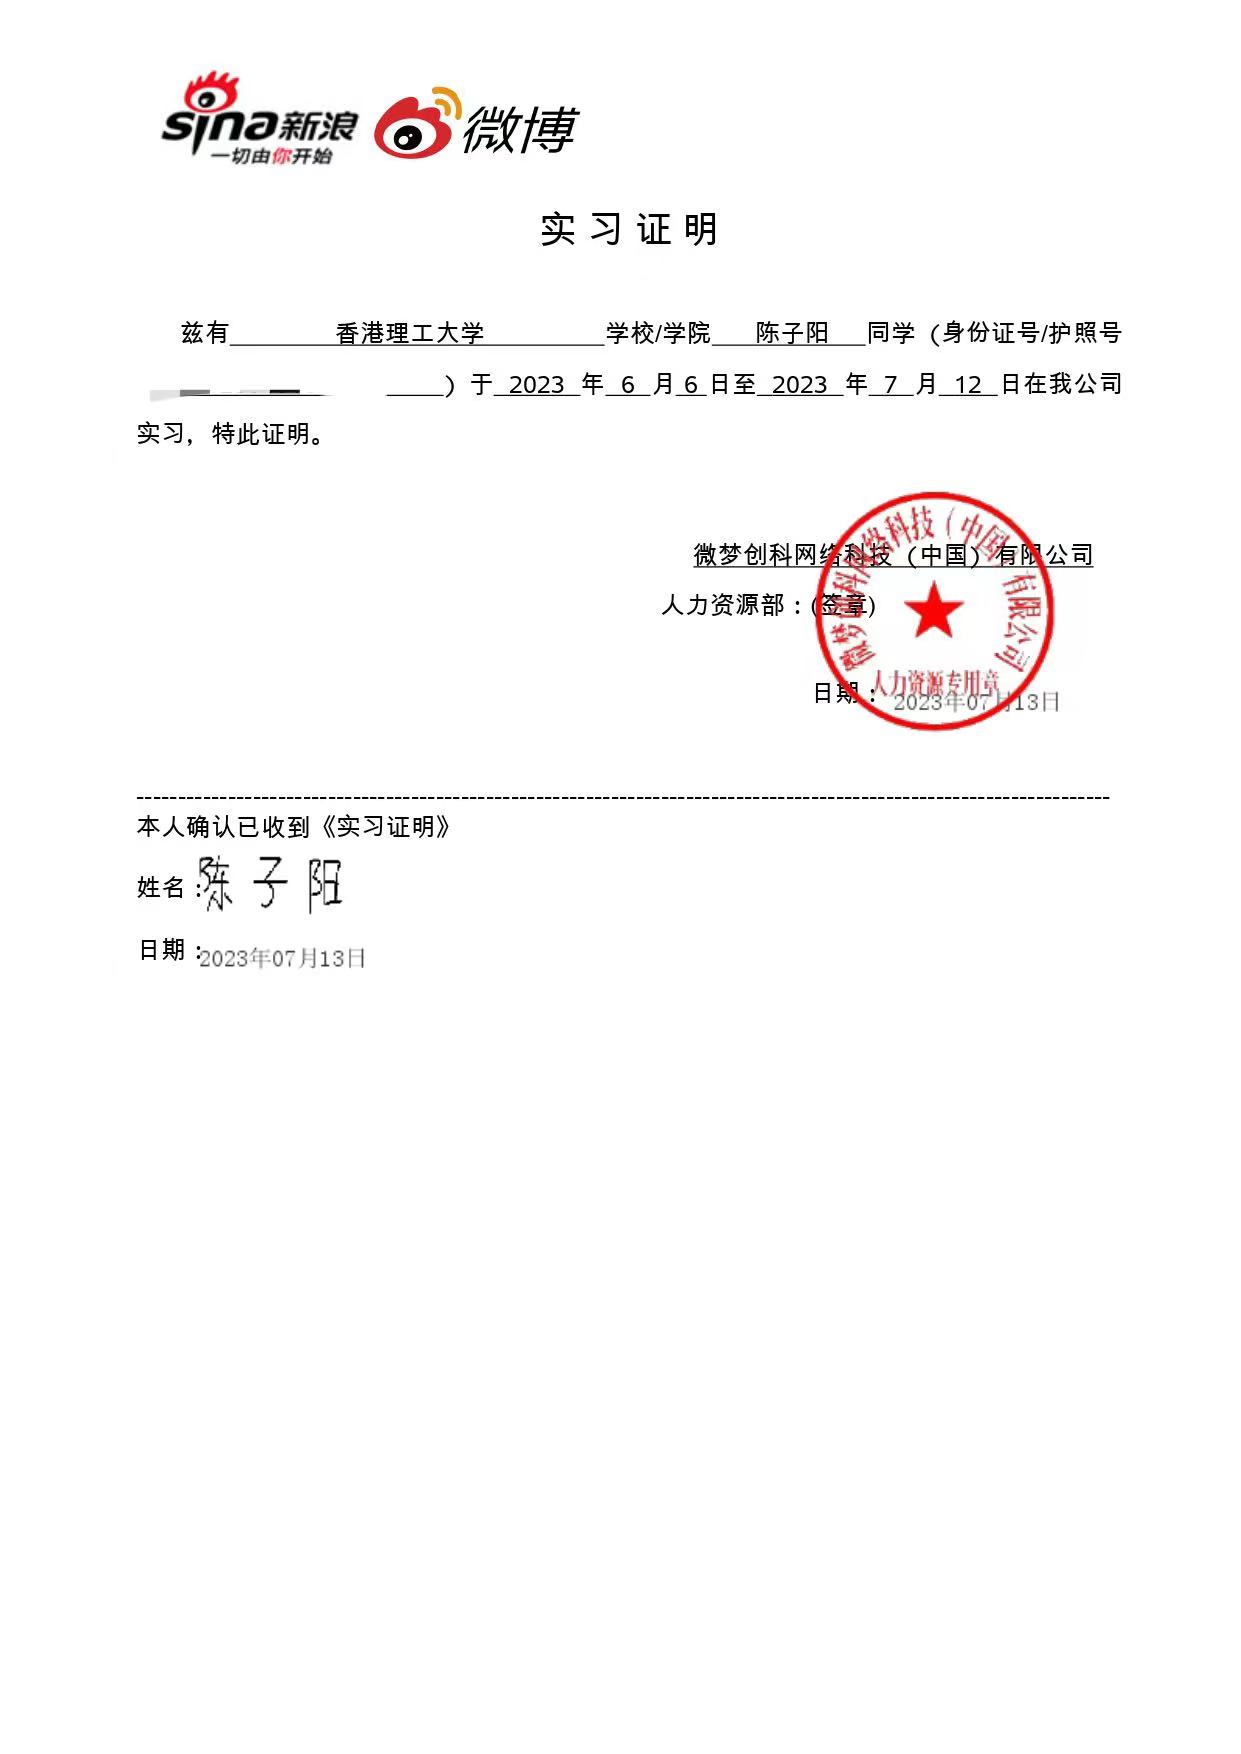 sina新浪 微博
一切由你开始
实习证明
兹有 香港理工大学 学校/学院 陈子阳 同学（身份证号/护照号
）于 2023 年 6 月 6 日至 2023 年 7 月 12 日在我公司
实习，特此证明。
微梦创科网络科技（中国）有限公司
微梦创科网络科技（中国）有限公司
人力资源部：(签章)
人力资源专用章
日期：2023年07月13日
本人确认已收到《实习证明》
姓名：陈子阳
日期：2023年07月13日